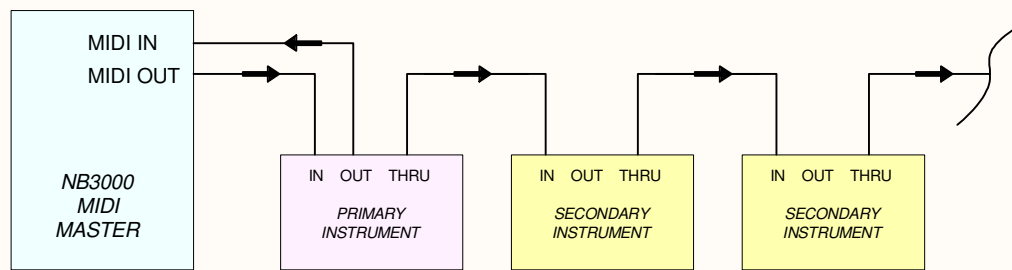 MIDI IN
MIDI OUT
NB3000
MIDI
MASTER
IN OUT THRU
PRIMARY
INSTRUMENT
IN OUT THRU
SECONDARY
INSTRUMENT
IN OUT THRU
SECONDARY
INSTRUMENT